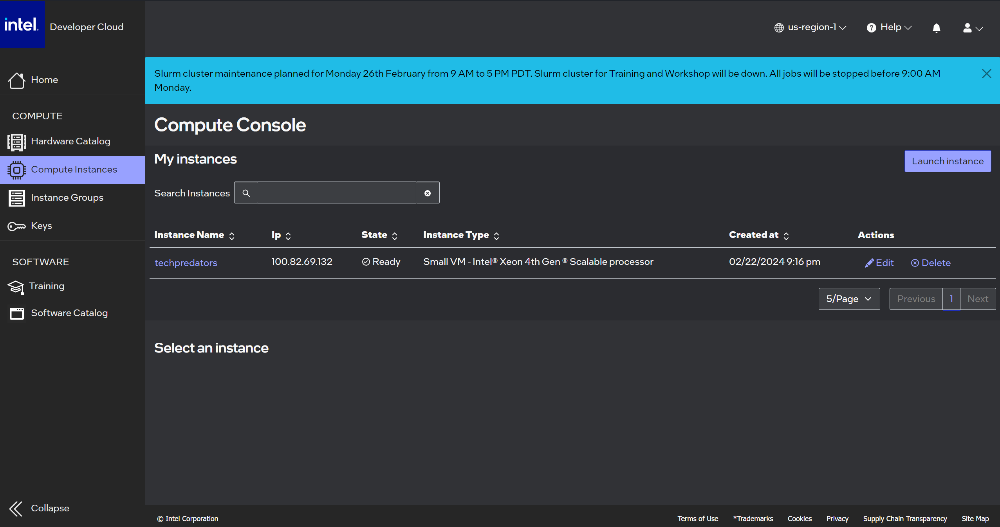 intel.
Developer Cloud
us-region-1
Help
Home
COMPUTE
Hardware Catalog
Compute Instances
Instance Groups
Keys
SOFTWARE
Training
Software Catalog
Collapse
Slurm cluster maintenance planned for Monday 26th February from 9 AM to 5 PM PDT. Slurm cluster for Training and Workshop will be down. All jobs will be stopped before 9:00 AM
Monday.
Compute Console
My instances
Launch instance
Search Instances
Instance Name Ip State Instance Type Created at Actions
techpredators 100.82.69.132 Ready Small VM - Intel® Xeon 4th Gen ® Scalable processor 02/22/2024 9:16 pm Edit Delete
5/Page Previous 1 Next
Select an instance
© Intel Corporation Terms of Use *Trademarks Cookies Privacy Supply Chain Transparency Site Map